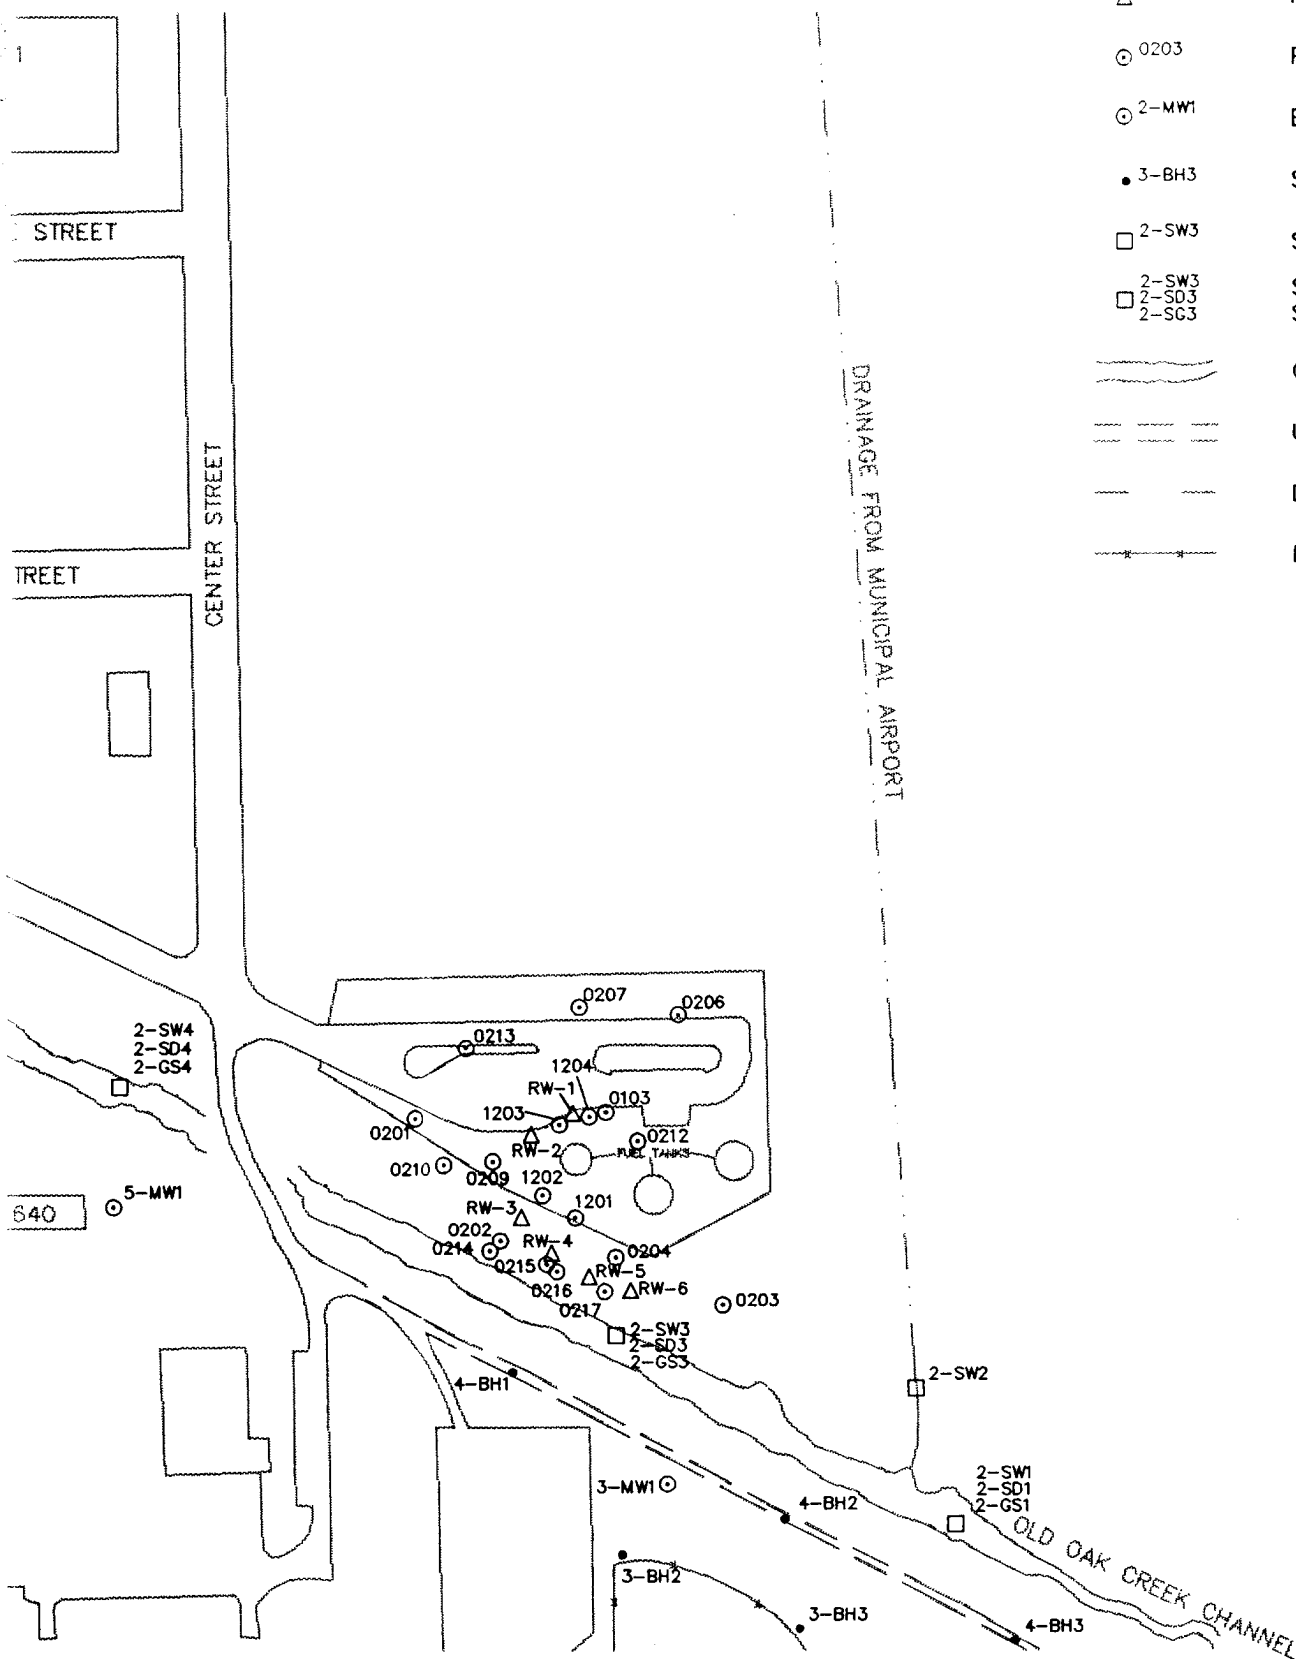 1
0203
2-MW1
3-BH3
2-SW3
2-SW3
2-SD3
2-SG3
STREET
TREET
CENTER STREET
DRAINAGE FROM MUNICIPAL AIRPORT
0207
0206
0213
1204
RW-1
0103
1203
0201
RW-2
0212
FUEL TANKS
0210
0209
1202
1201
RW-3
0202
RW-4
0214
0204
0215
RW-5
0216
RW-6
0217
0203
2-SW4
2-SD4
2-GS4
5-MW1
640
2-SW3
2-SD3
2-GS3
4-BH1
2-SW2
3-MW1
4-BH2
2-SW1
2-SD1
2-GS1
OLD OAK CREEK CHANNEL
3-BH2
3-BH3
4-BH3